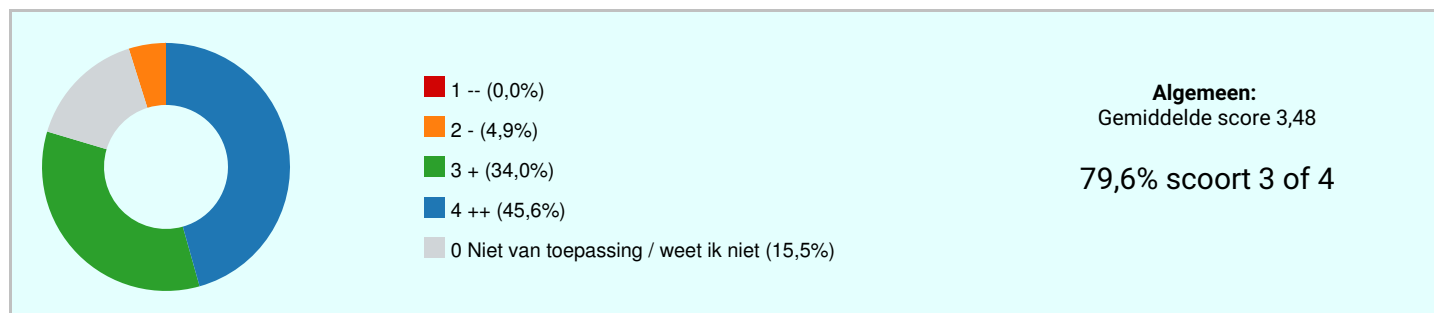 1 -- (0,0%)
2 - (4,9%)
3 + (34,0%)
4 ++ (45,6%)
0 Niet van toepassing / weet ik niet (15,5%)
Algemeen:
Gemiddelde score 3,48
79,6% scoort 3 of 4